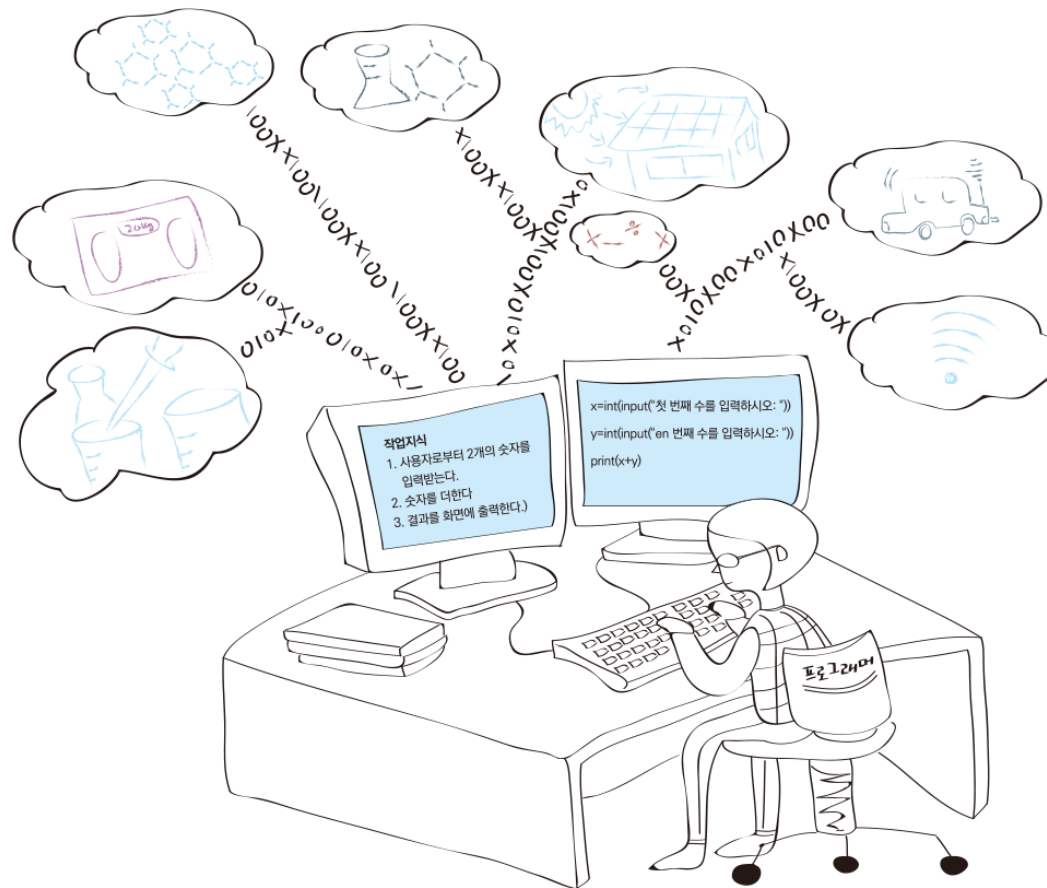 20kg
작업지식
1. 사용자로부터 2개의 숫자를
입력받는다.
2. 숫자를 더한다
3. 결과를 화면에 출력한다.)
x=int(input("첫 번째 수를 입력하시오: "))
y=int(input("en 번째 수를 입력하시오: "))
print(x+y)
프로그래머